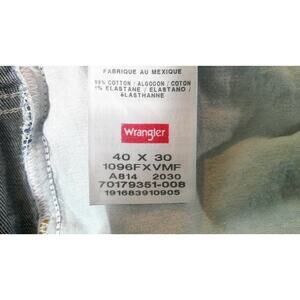 FABRIQUE AU MEXIQUE
99% COTTON / ALGODON / COTON
1% ELASTANE / ELASTANO /
ELASTHANNE
Wrangler
40 X 30
1096FXVMF
A814 2030
70179351-008
191683910905